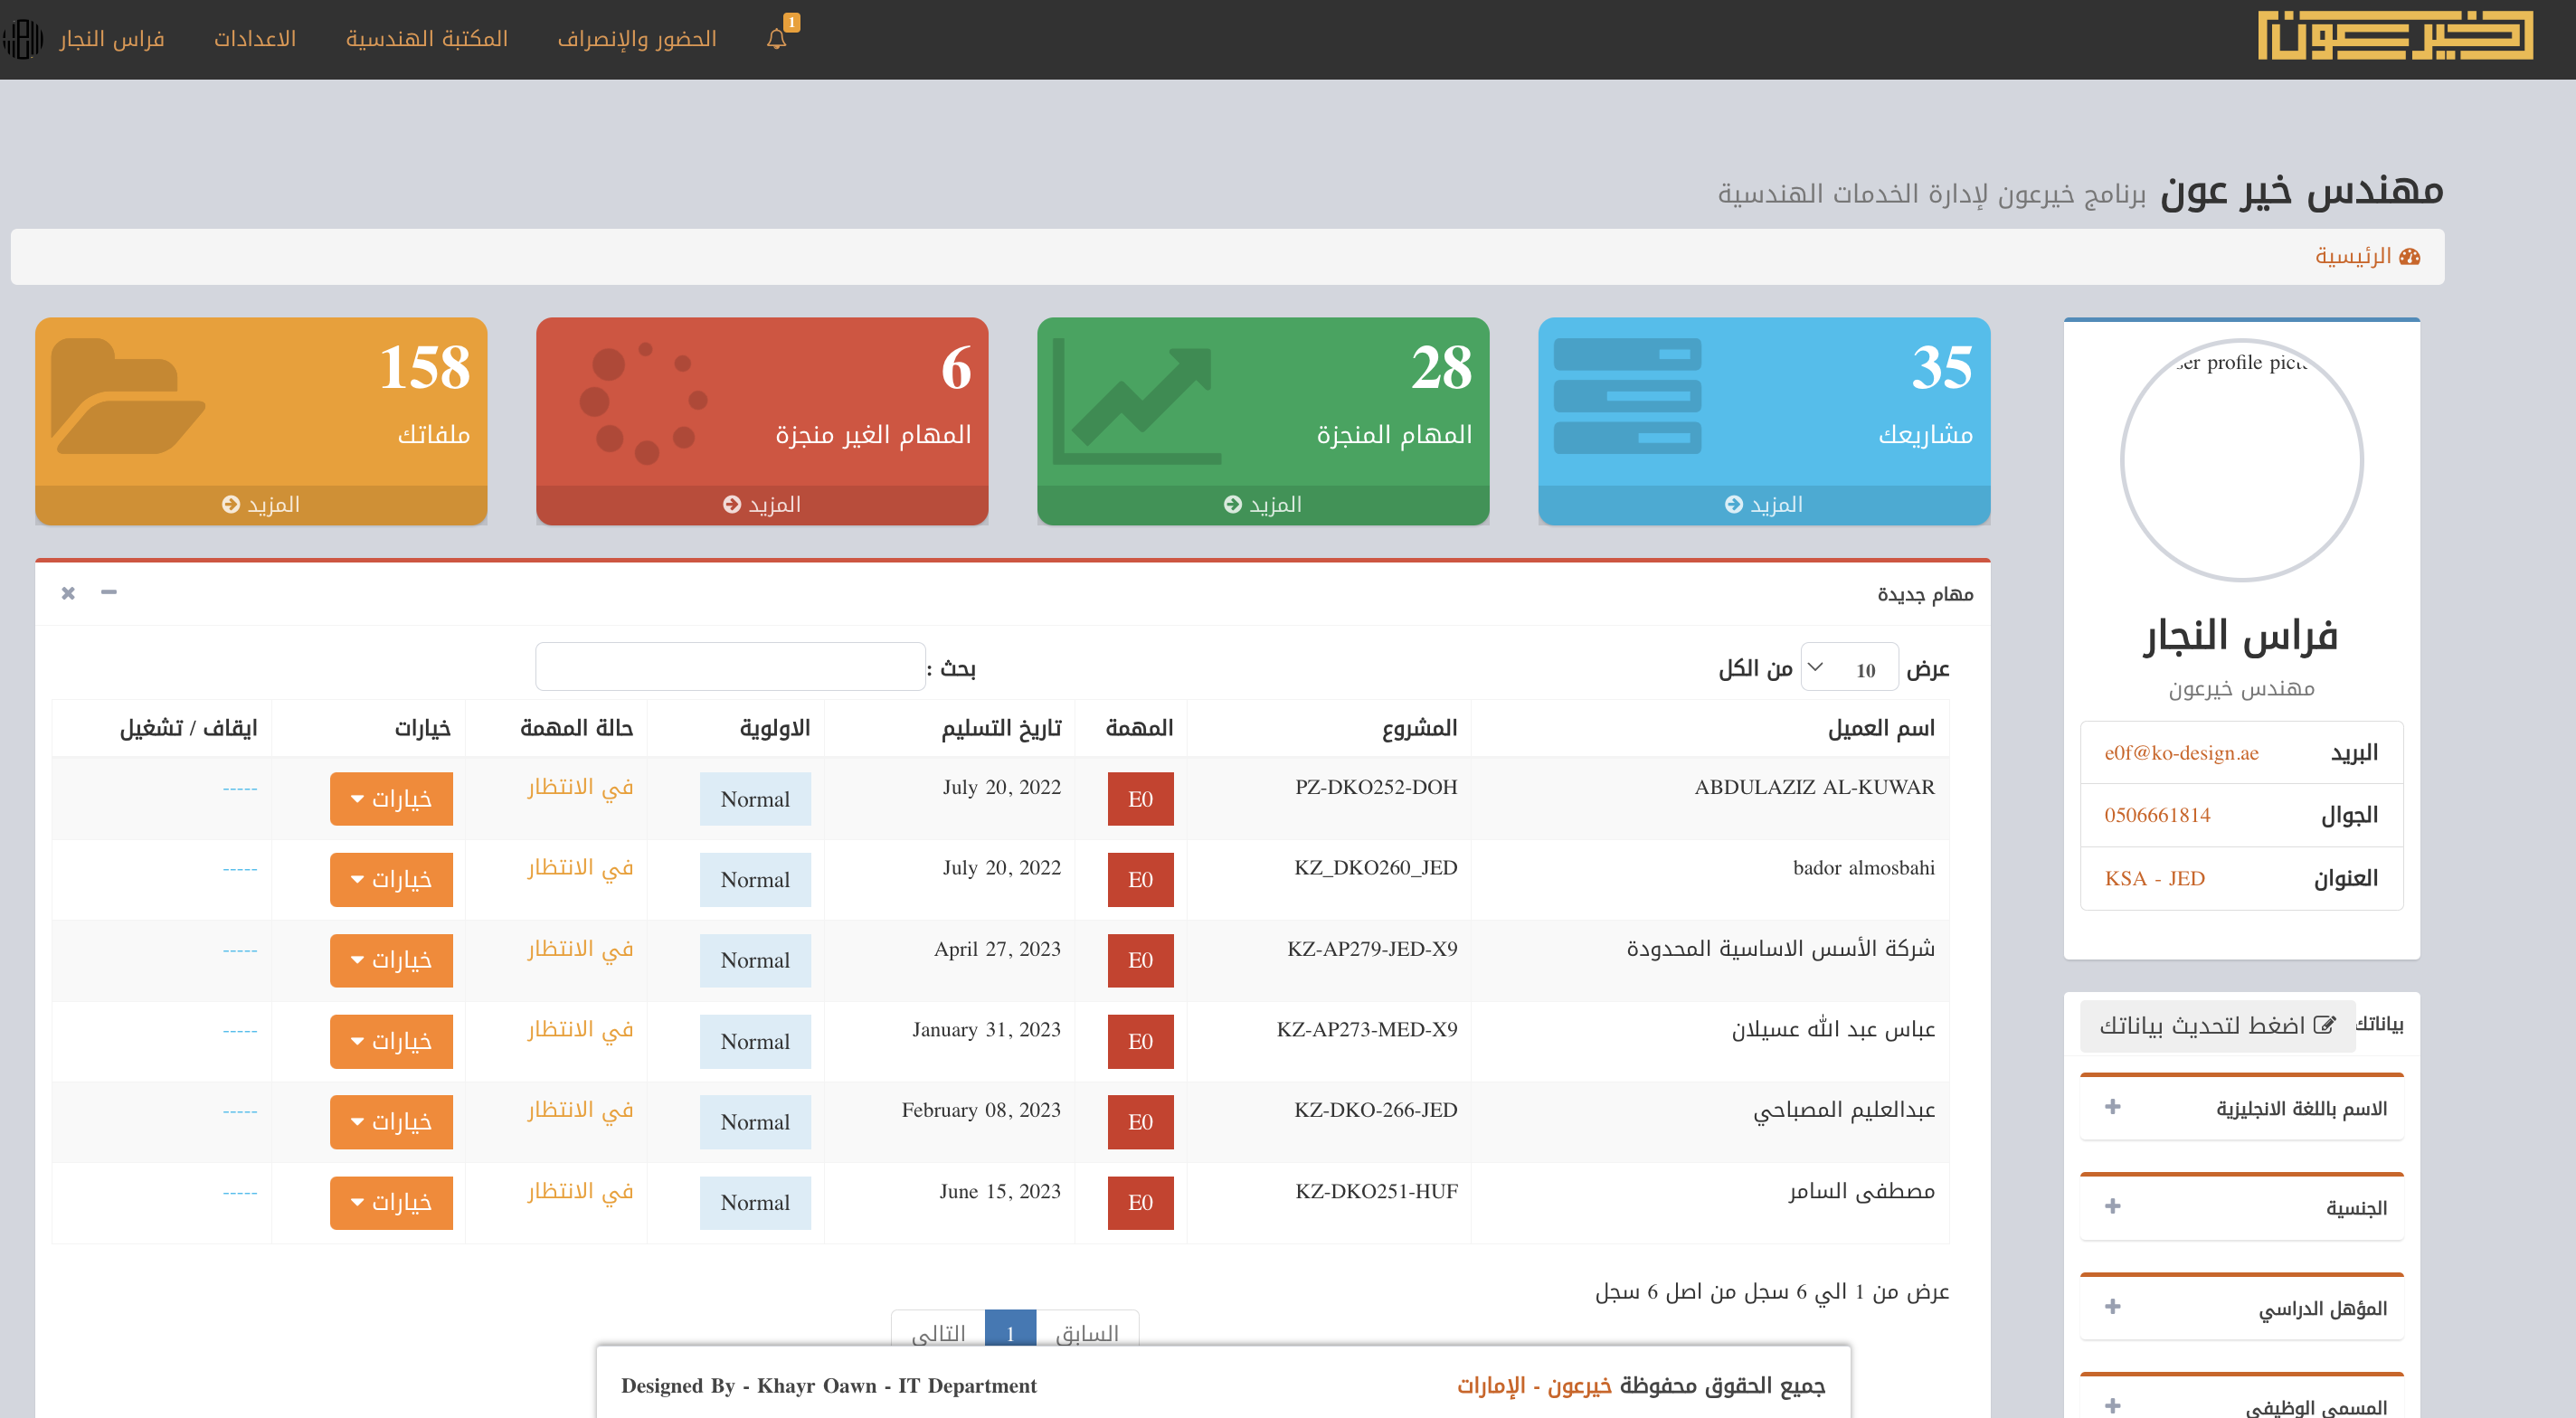 خيرعون
1
الحضور والإنصراف
المكتبة الهندسية
الاعدادات
فراس النجار
مهندس خير عون برنامج خيرعون لإدارة الخدمات الهندسية
الرئيسية
er profile pict
فراس النجار
مهندس خيرعون
البريد e0f@ko-design.ae
الجوال 0506661814
العنوان KSA - JED
بياناتك اضغط لتحديث بياناتك
الاسم باللغة الانجليزية
الجنسية
المؤهل الدراسي
المسمى الوظيفي
35
مشاريعك
المزيد
28
المهام المنجزة
المزيد
6
المهام الغير منجزة
المزيد
158
ملفاتك
المزيد
مهام جديدة
عرض 10 من الكل
بحث :
اسم العميل المشروع المهمة تاريخ التسليم الاولوية حالة المهمة خيارات ايقاف / تشغيل
ABDULAZIZ AL-KUWAR PZ-DKO252-DOH E0 July 20, 2022 Normal في الانتظار خيارات -----
bador almosbahi KZ_DKO260_JED E0 July 20, 2022 Normal في الانتظار خيارات -----
شركة الأسس الاساسية المحدودة KZ-AP279-JED-X9 E0 April 27, 2023 Normal في الانتظار خيارات -----
عباس عبد الله عسيلان KZ-AP273-MED-X9 E0 January 31, 2023 Normal في الانتظار خيارات -----
عبدالعليم المصباحي KZ-DKO-266-JED E0 February 08, 2023 Normal في الانتظار خيارات -----
مصطفى السامر KZ-DKO251-HUF E0 June 15, 2023 Normal في الانتظار خيارات -----
عرض من 1 الي 6 سجل من اصل 6 سجل
السابق 1 التالي
جميع الحقوق محفوظة خيرعون - الإمارات
Designed By - Khayr Oawn - IT Department